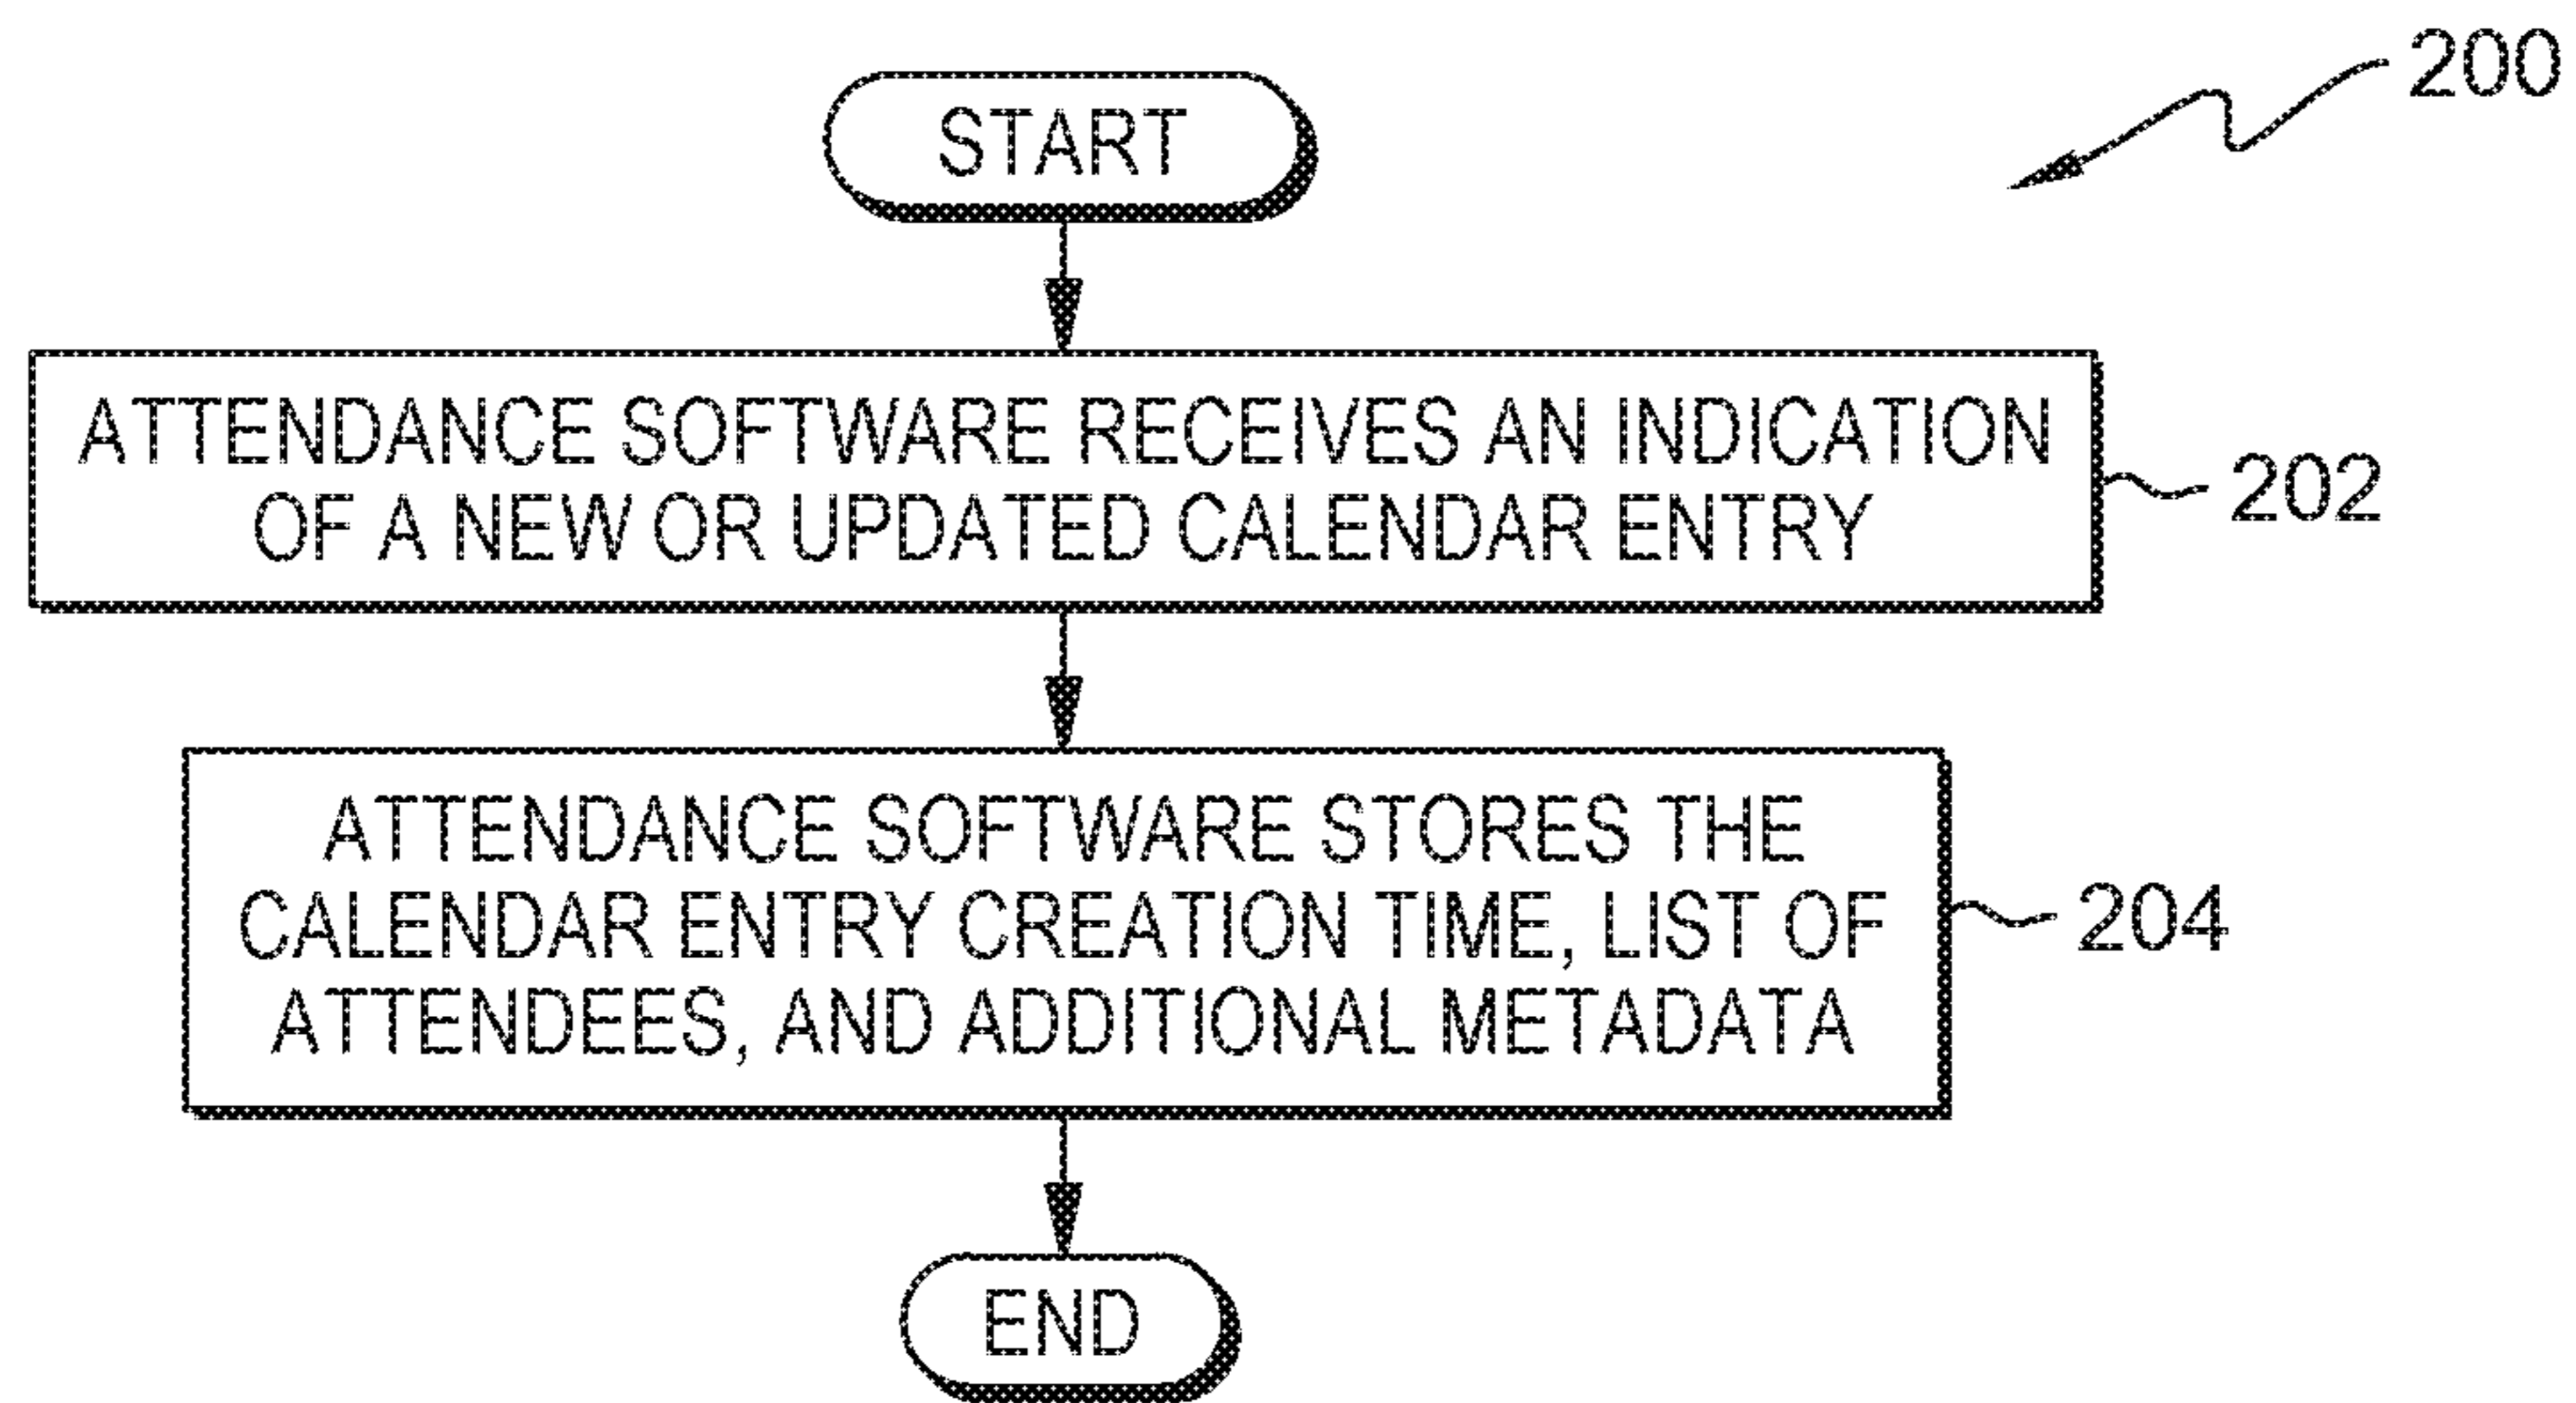 200
START
ATTENDANCE SOFTWARE RECEIVES AN INDICATION
OF A NEW OR UPDATED CALENDAR ENTRY
202
ATTENDANCE SOFTWARE STORES THE
CALENDAR ENTRY CREATION TIME, LIST OF
ATTENDEES, AND ADDITIONAL METADATA
204
END